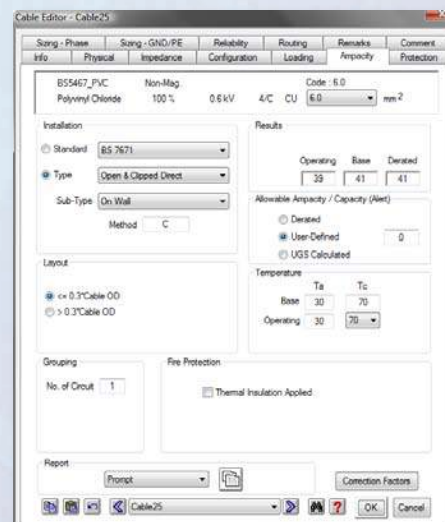 Cable Editor - Cable25
Sizing - Phase Sizing - GND/PE Reliability Routing Remarks Comment
Info Physical Impedance Configuration Loading Ampacity Protection
BS5467_PVC Non-Mag. Code : 6.0
Polyvinyl Chloride 100 % 0.6 kV 4/C CU 6.0 mm 2
Installation
Standard BS 7671
Type Open & Clipped Direct
Sub-Type On Wall
Method C
Results
Operating Base Derated
39 41 41
Allowable Ampacity / Capacity (Alert)
Derated
User-Defined 0
UGS Calculated
Layout
<= 0.3*Cable OD
> 0.3*Cable OD
Temperature
Ta Tc
Base 30 70
Operating 30 70
Grouping
No. of Circuit 1
Fire Protection
Thermal Insulation Applied
Report
Prompt
Correction Factors
Cable25
? OK Cancel